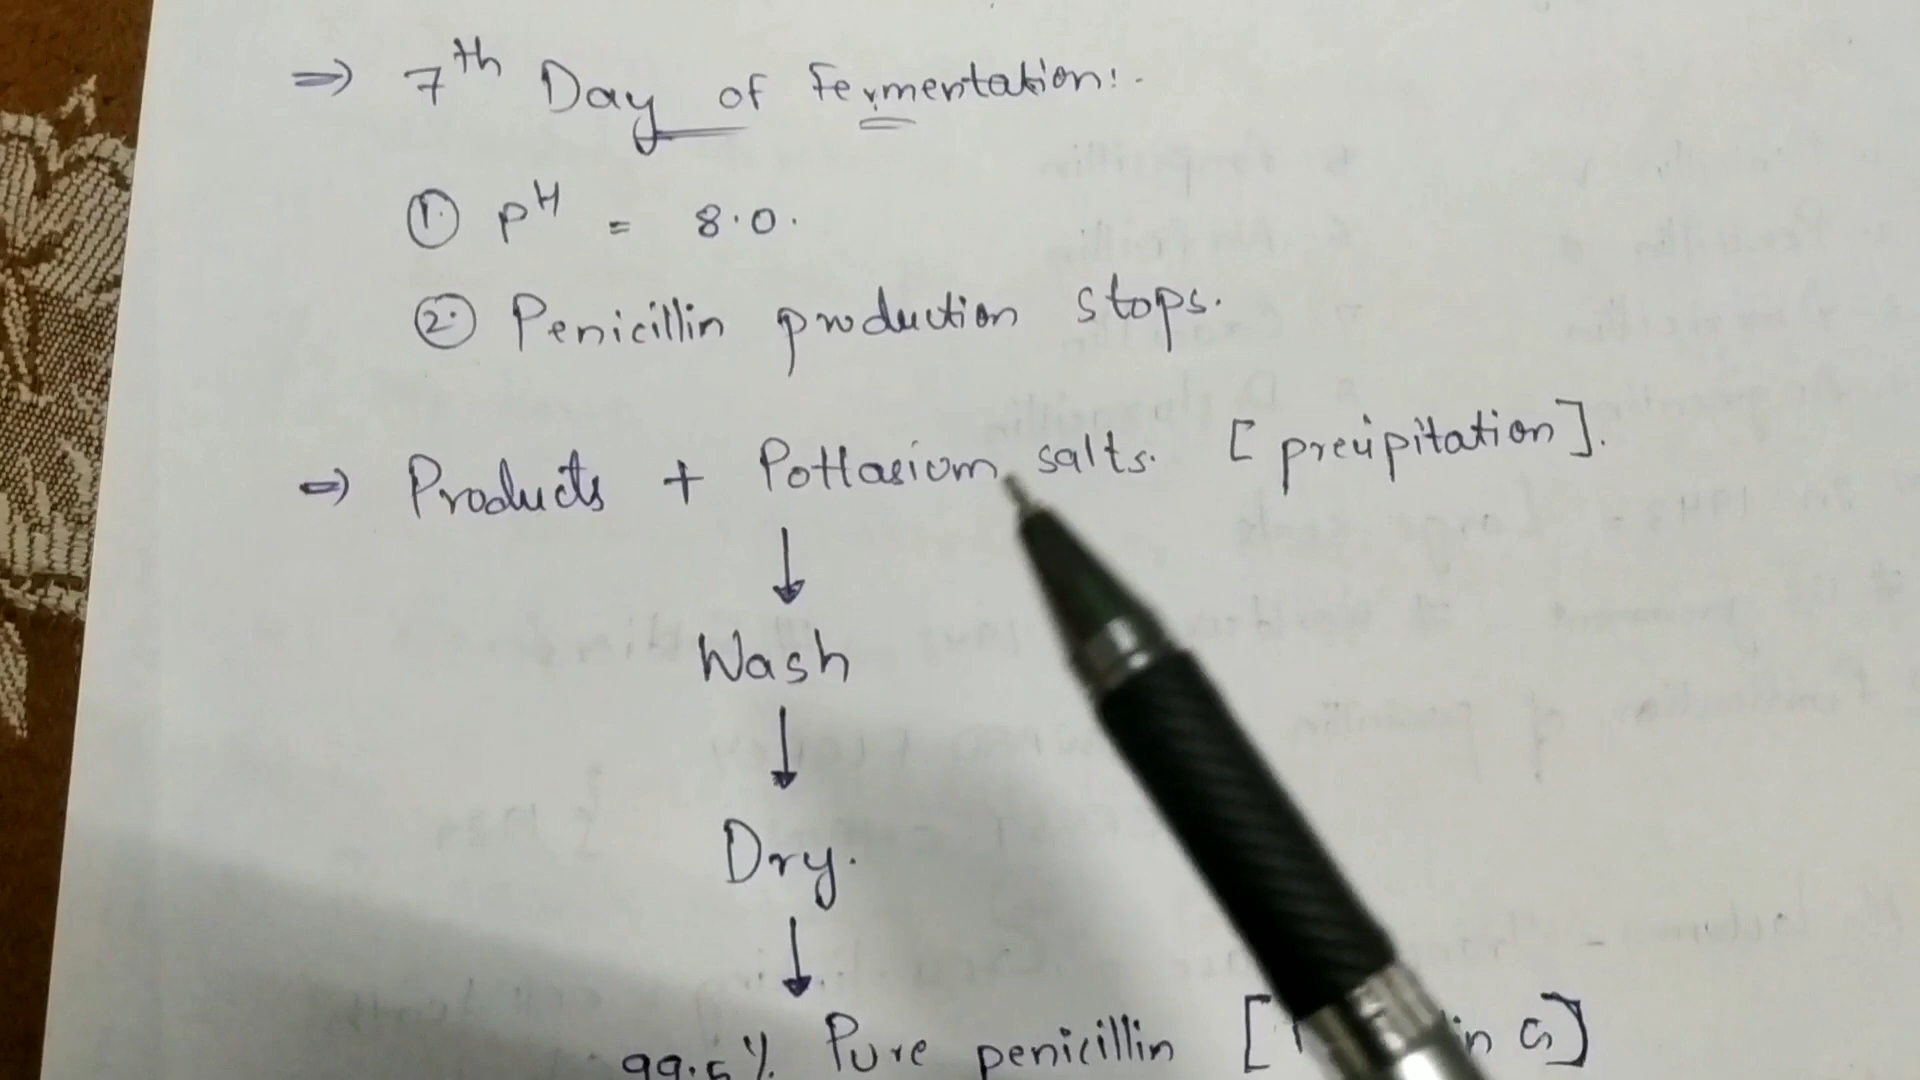 ⇒ 7th Day of Fermentation:-
① pH = 8.0.
② Penicillin production stops.
⇒ Products + Pottasium salts. [precipitation].
↓
Wash
↓
Dry.
↓
99.5% Pure penicillin [ in G]